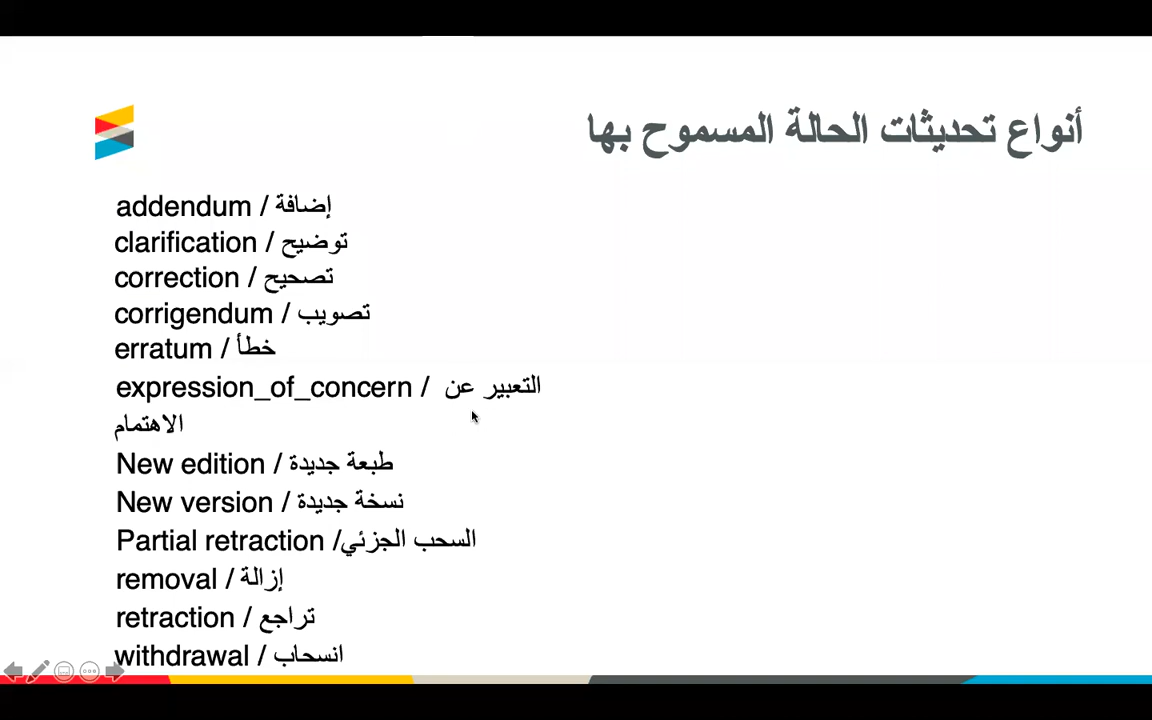 أنواع تحديثات الحالة المسموح بها
addendum / إضافة
clarification / توضيح
correction / تصحيح
corrigendum / تصويب
erratum / خطأ
expression_of_concern / التعبير عن
الاهتمام
New edition / طبعة جديدة
New version / نسخة جديدة
Partial retraction /السحب الجزئي
removal / إزالة
retraction / تراجع
withdrawal / انسحاب